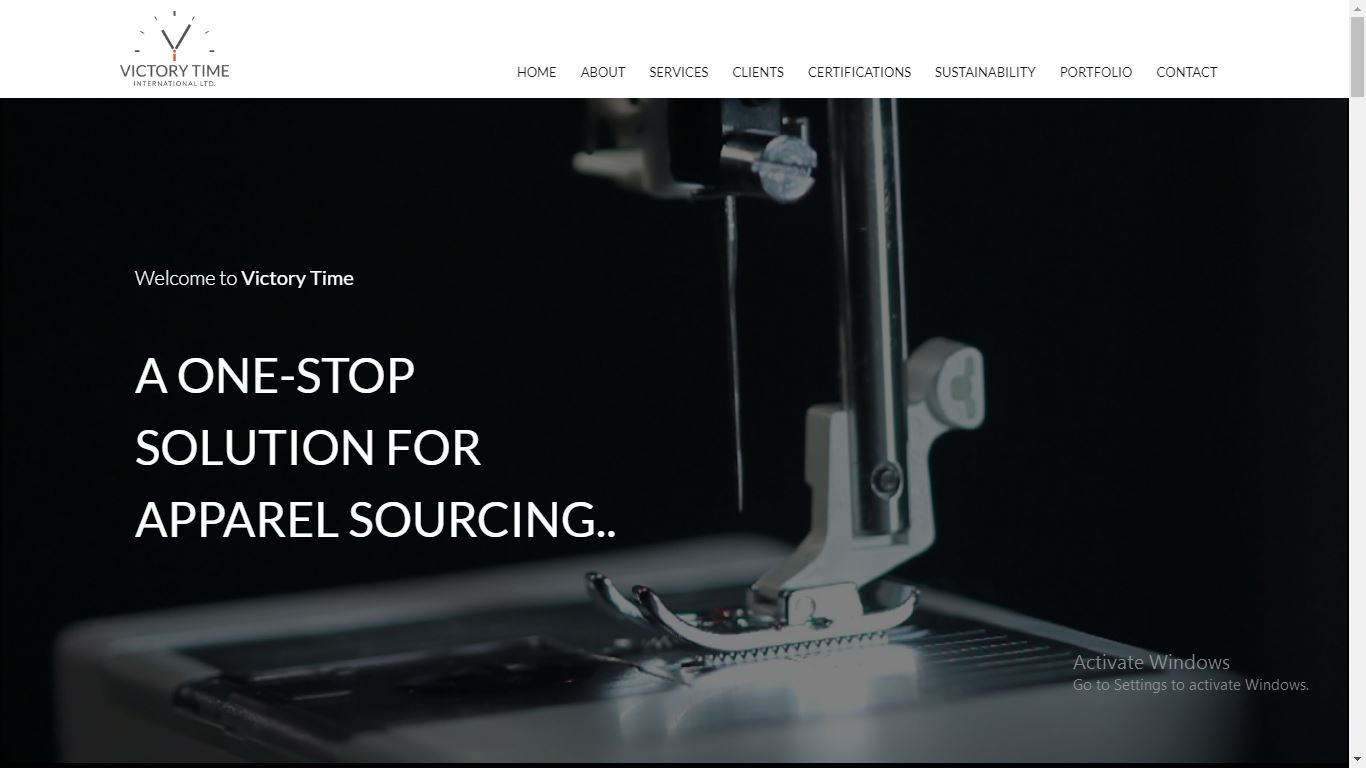 VICTORY TIME
INTERNATIONAL LTD.
HOME ABOUT SERVICES CLIENTS CERTIFICATIONS SUSTAINABILITY PORTFOLIO CONTACT
Welcome to Victory Time
A ONE-STOP
SOLUTION FOR
APPAREL SOURCING..
Activate Windows
Go to Settings to activate Windows.